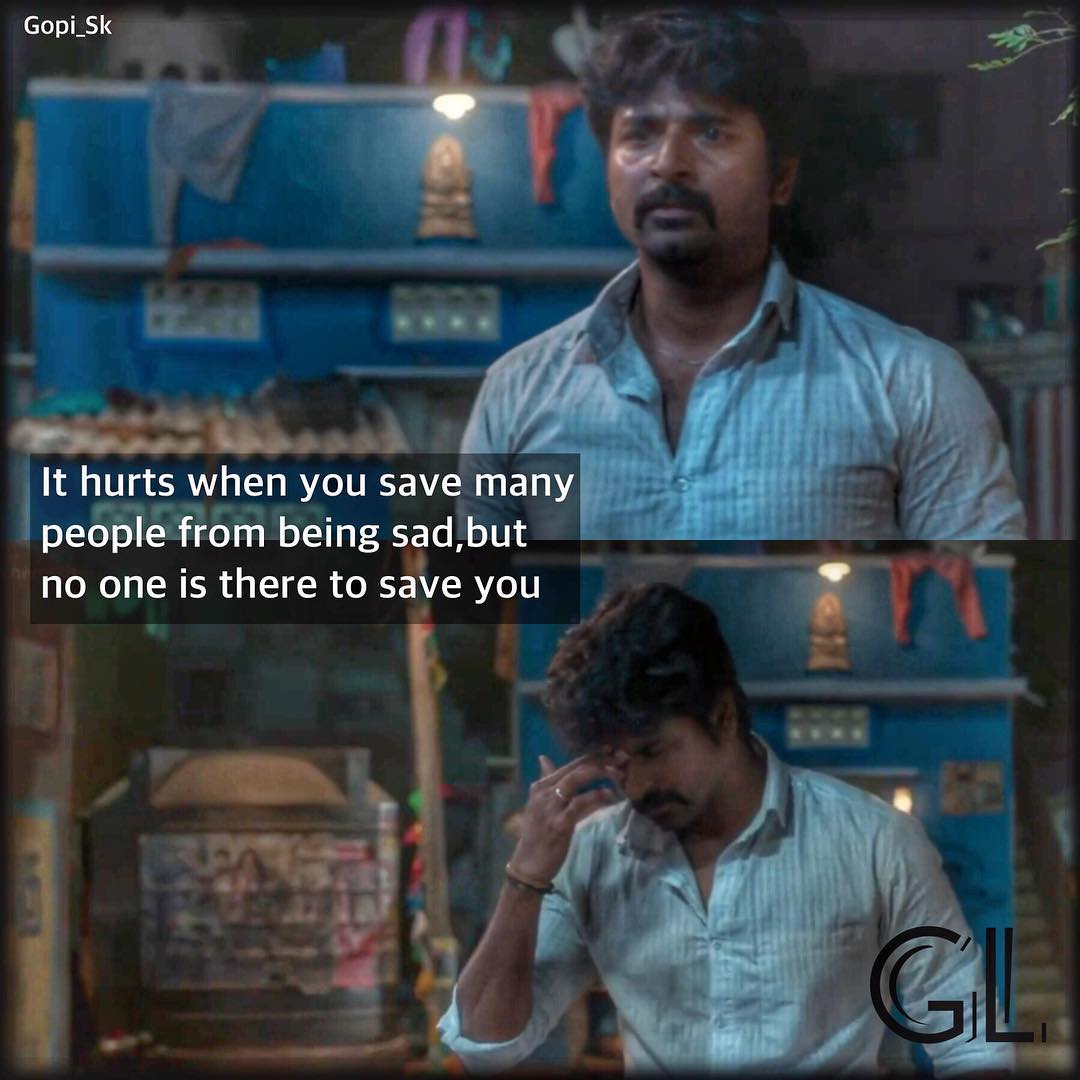 Gopi_Sk
It hurts when you save many
people from being sad,but
no one is there to save you
GL